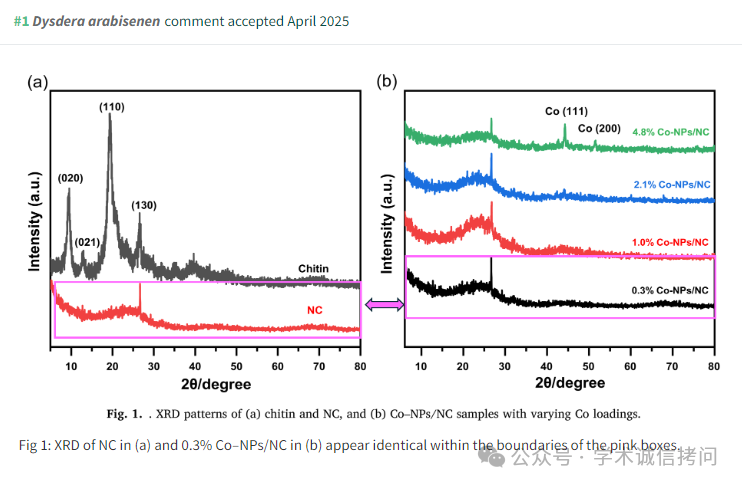 #1 Dysdera arabisenen comment accepted April 2025
(a)
(b)
Intensity (a.u.)
(020)
(021)
(110)
(130)
Chitin
NC
10 20 30 40 50 60 70 80
2θ/degree
Intensity (a.u.)
Co (111)
Co (200)
4.8% Co-NPs/NC
2.1% Co-NPs/NC
1.0% Co-NPs/NC
0.3% Co-NPs/NC
10 20 30 40 50 60 70 80
2θ/degree
Fig. 1. . XRD patterns of (a) chitin and NC, and (b) Co–NPs/NC samples with varying Co loadings.
Fig 1: XRD of NC in (a) and 0.3% Co–NPs/NC in (b) appear identical within the boundaries of the pink boxes.
公众号 · 学术诚信拷问